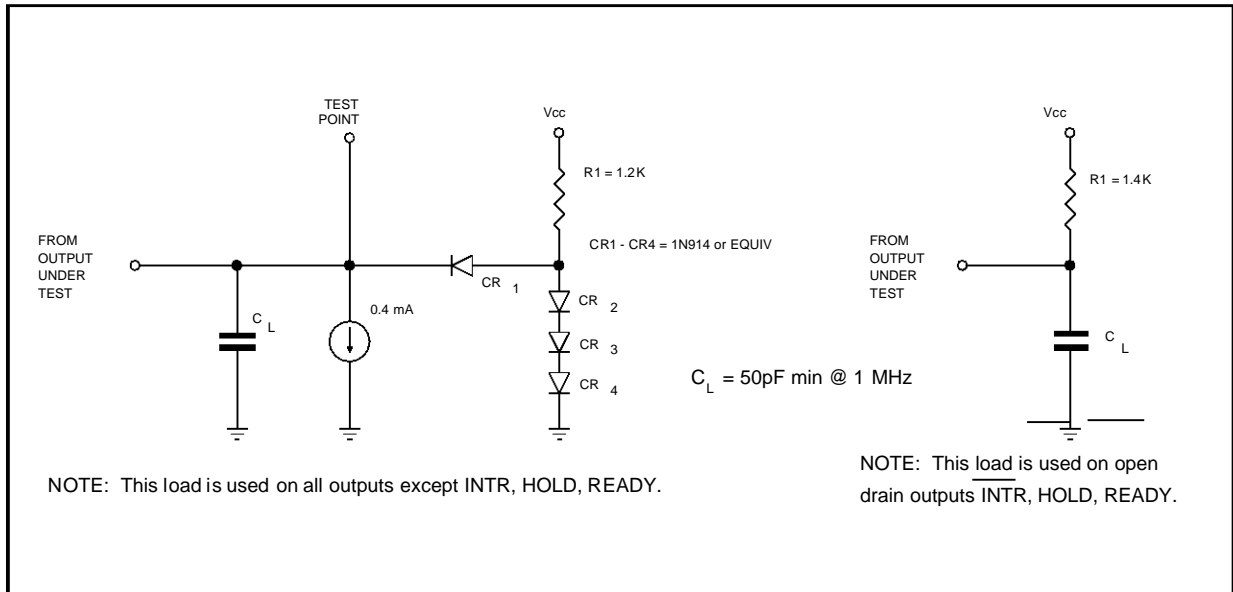 TEST
POINT
Vcc
R1 = 1.2K
CR1 - CR4 = 1N914 or EQUIV
FROM
OUTPUT
UNDER
TEST
CR 1
C L
0.4 mA
CR 2
CR 3
CR 4
C L = 50pF min @ 1 MHz
NOTE: This load is used on all outputs except INTR, HOLD, READY.
Vcc
R1 = 1.4K
FROM
OUTPUT
UNDER
TEST
C L
NOTE: This load is used on open
drain outputs INTR, HOLD, READY.